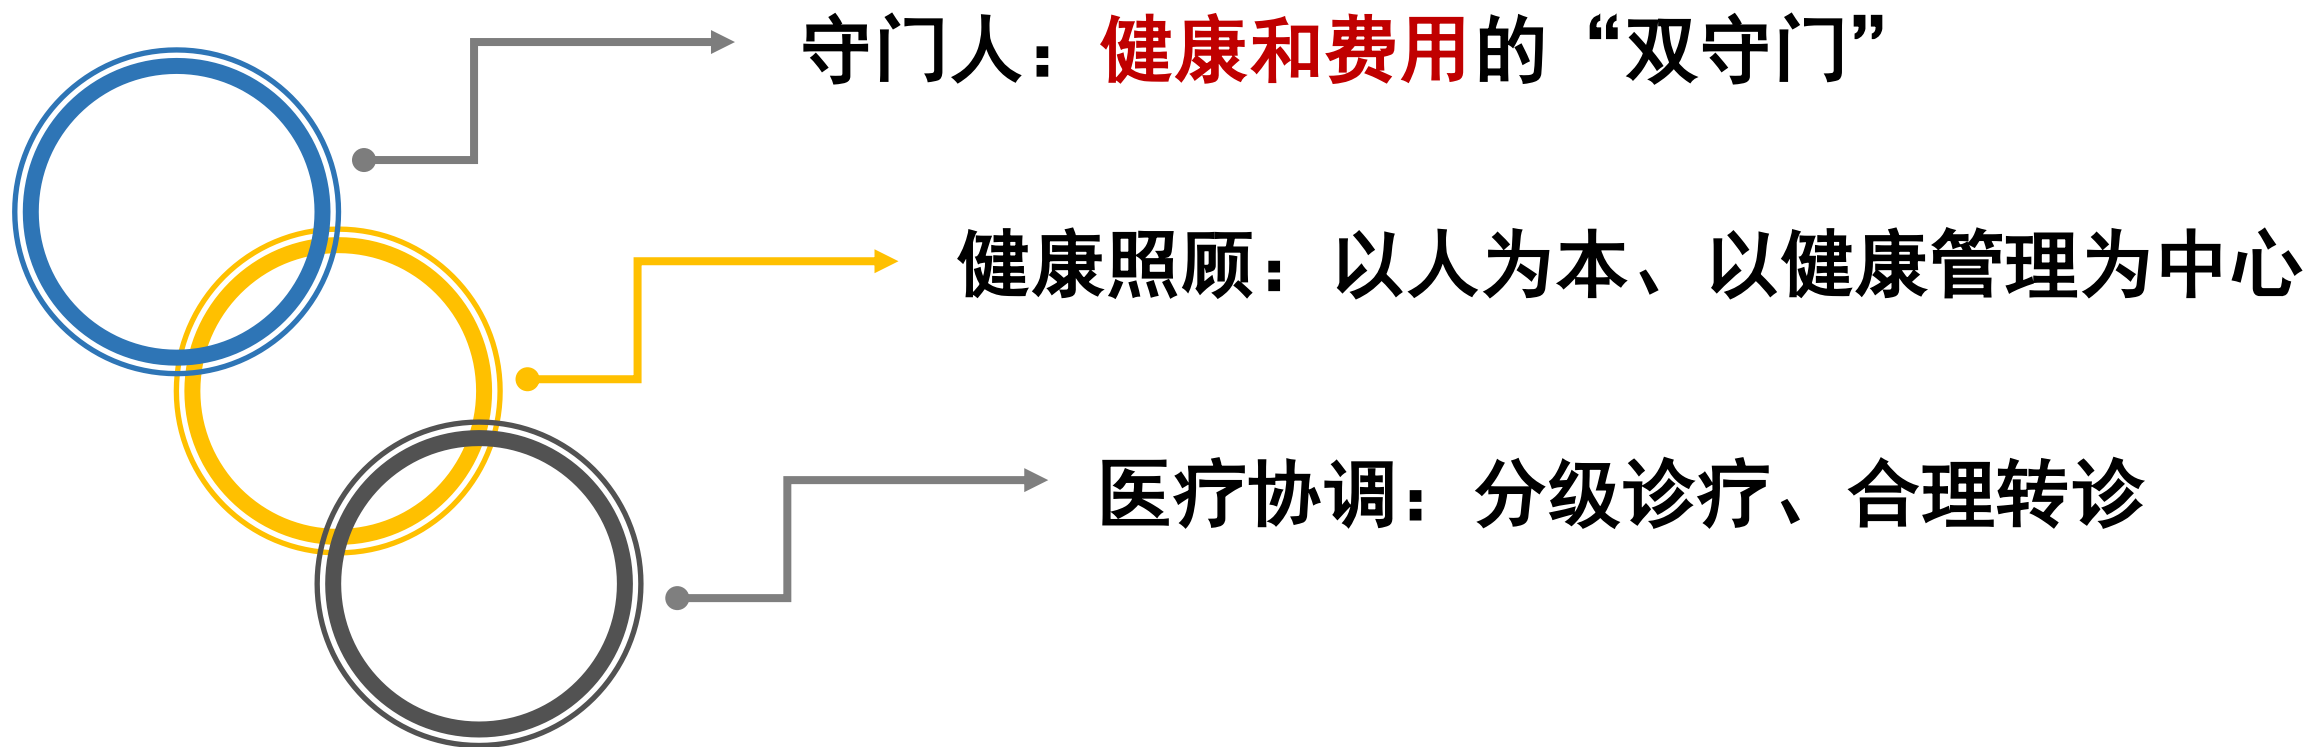 守门人：健康和费用的“双守门”
健康照顾：以人为本、以健康管理为中心
医疗协调：分级诊疗、合理转诊